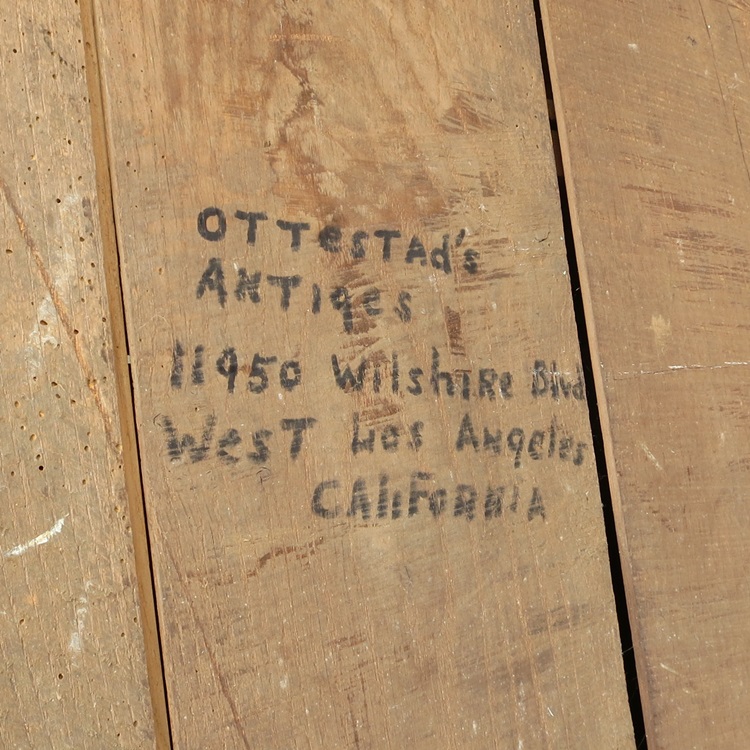 OTTeSTAd's
ANTIqes
11950 Wilshire Blvd
West Los Angeles
CALIFORNIA